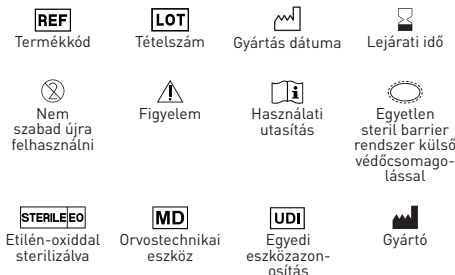 REF LOT
Termékkód Tételszám Gyártás dátuma Lejárati idő
i
Nem
szabad újra
felhasználni
Figyelem
Használati
utasítás
Egyetlen
steril barrier
rendszer külső
védőcsomago-
lással
STERILE EO MD UDI
Etilén-oxiddal
sterilizálva
Orvostechnikai
eszköz
Egyedi
eszközazon-
osítás
Gyártó